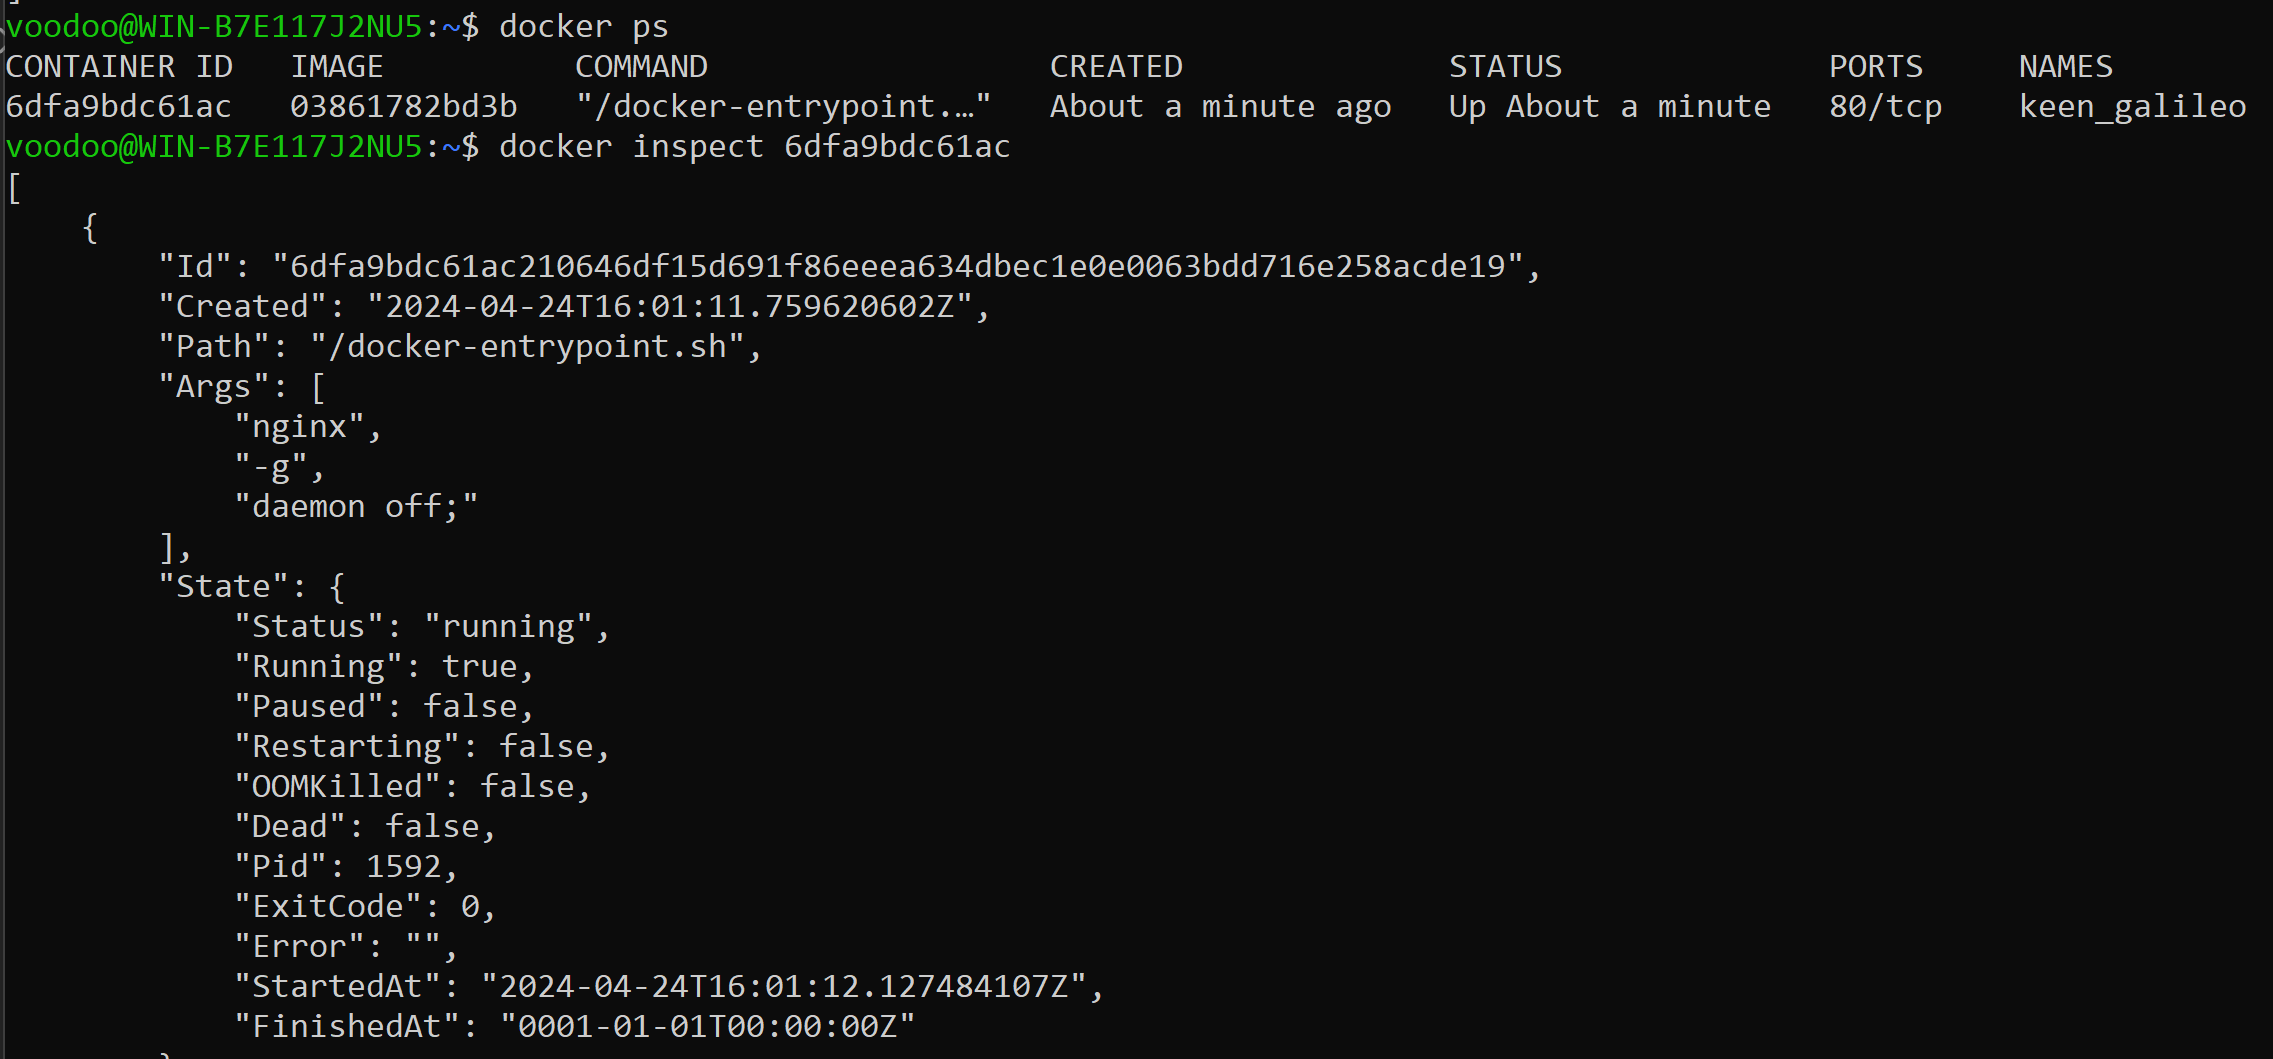 ]
voodoo@WIN-B7E117J2NU5:~$ docker ps
CONTAINER ID   IMAGE          COMMAND                  CREATED              STATUS              PORTS     NAMES
6dfa9bdc61ac   03861782bd3b   "/docker-entrypoint.…"   About a minute ago   Up About a minute   80/tcp    keen_galileo
voodoo@WIN-B7E117J2NU5:~$ docker inspect 6dfa9bdc61ac
[
    {
        "Id": "6dfa9bdc61ac210646df15d691f86eeea634dbec1e0e0063bdd716e258acde19",
        "Created": "2024-04-24T16:01:11.759620602Z",
        "Path": "/docker-entrypoint.sh",
        "Args": [
            "nginx",
            "-g",
            "daemon off;"
        ],
        "State": {
            "Status": "running",
            "Running": true,
            "Paused": false,
            "Restarting": false,
            "OOMKilled": false,
            "Dead": false,
            "Pid": 1592,
            "ExitCode": 0,
            "Error": "",
            "StartedAt": "2024-04-24T16:01:12.127484107Z",
            "FinishedAt": "0001-01-01T00:00:00Z"
        }